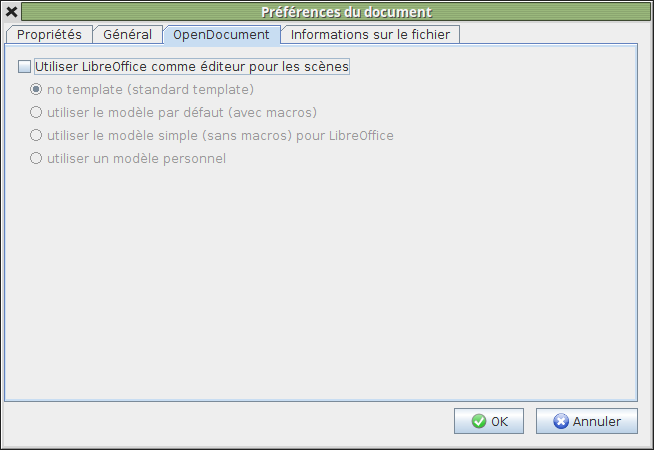 Préférences du document
Propriétés Général OpenDocument Informations sur le fichier
Utiliser LibreOffice comme éditeur pour les scènes
no template (standard template)
utiliser le modèle par défaut (avec macros)
utiliser le modèle simple (sans macros) pour LibreOffice
utiliser un modèle personnel
OK Annuler